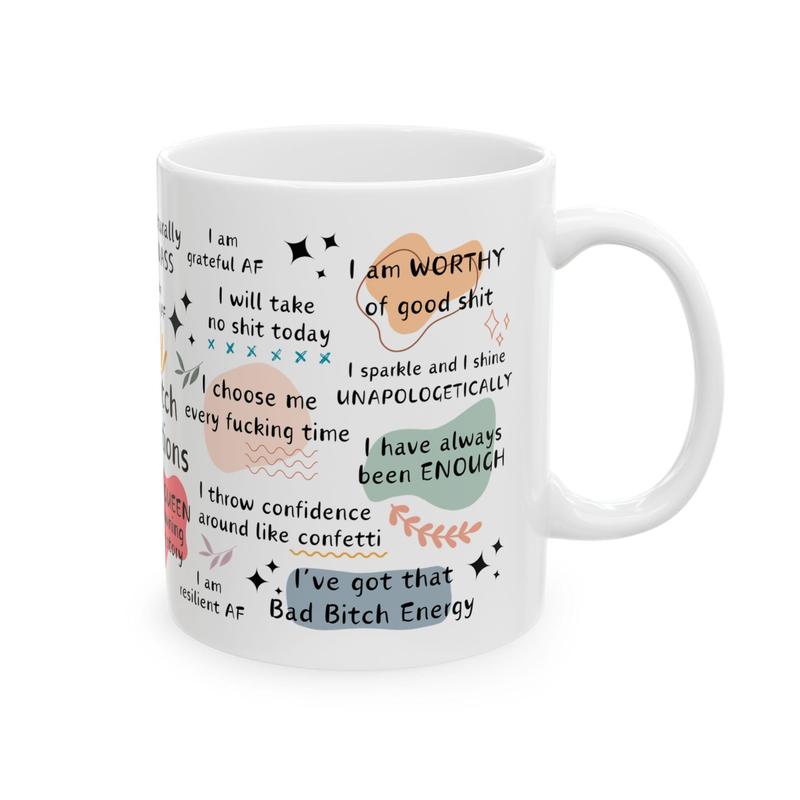 I am
grateful AF
I will take
no shit today
I choose me
every fucking time
I throw confidence
around like confetti
I am
resilient AF
I am WORTHY
of good shit
I sparkle and I shine
UNAPOLOGETICALLY
I have always
been ENOUGH
I've got that
Bad Bitch Energy